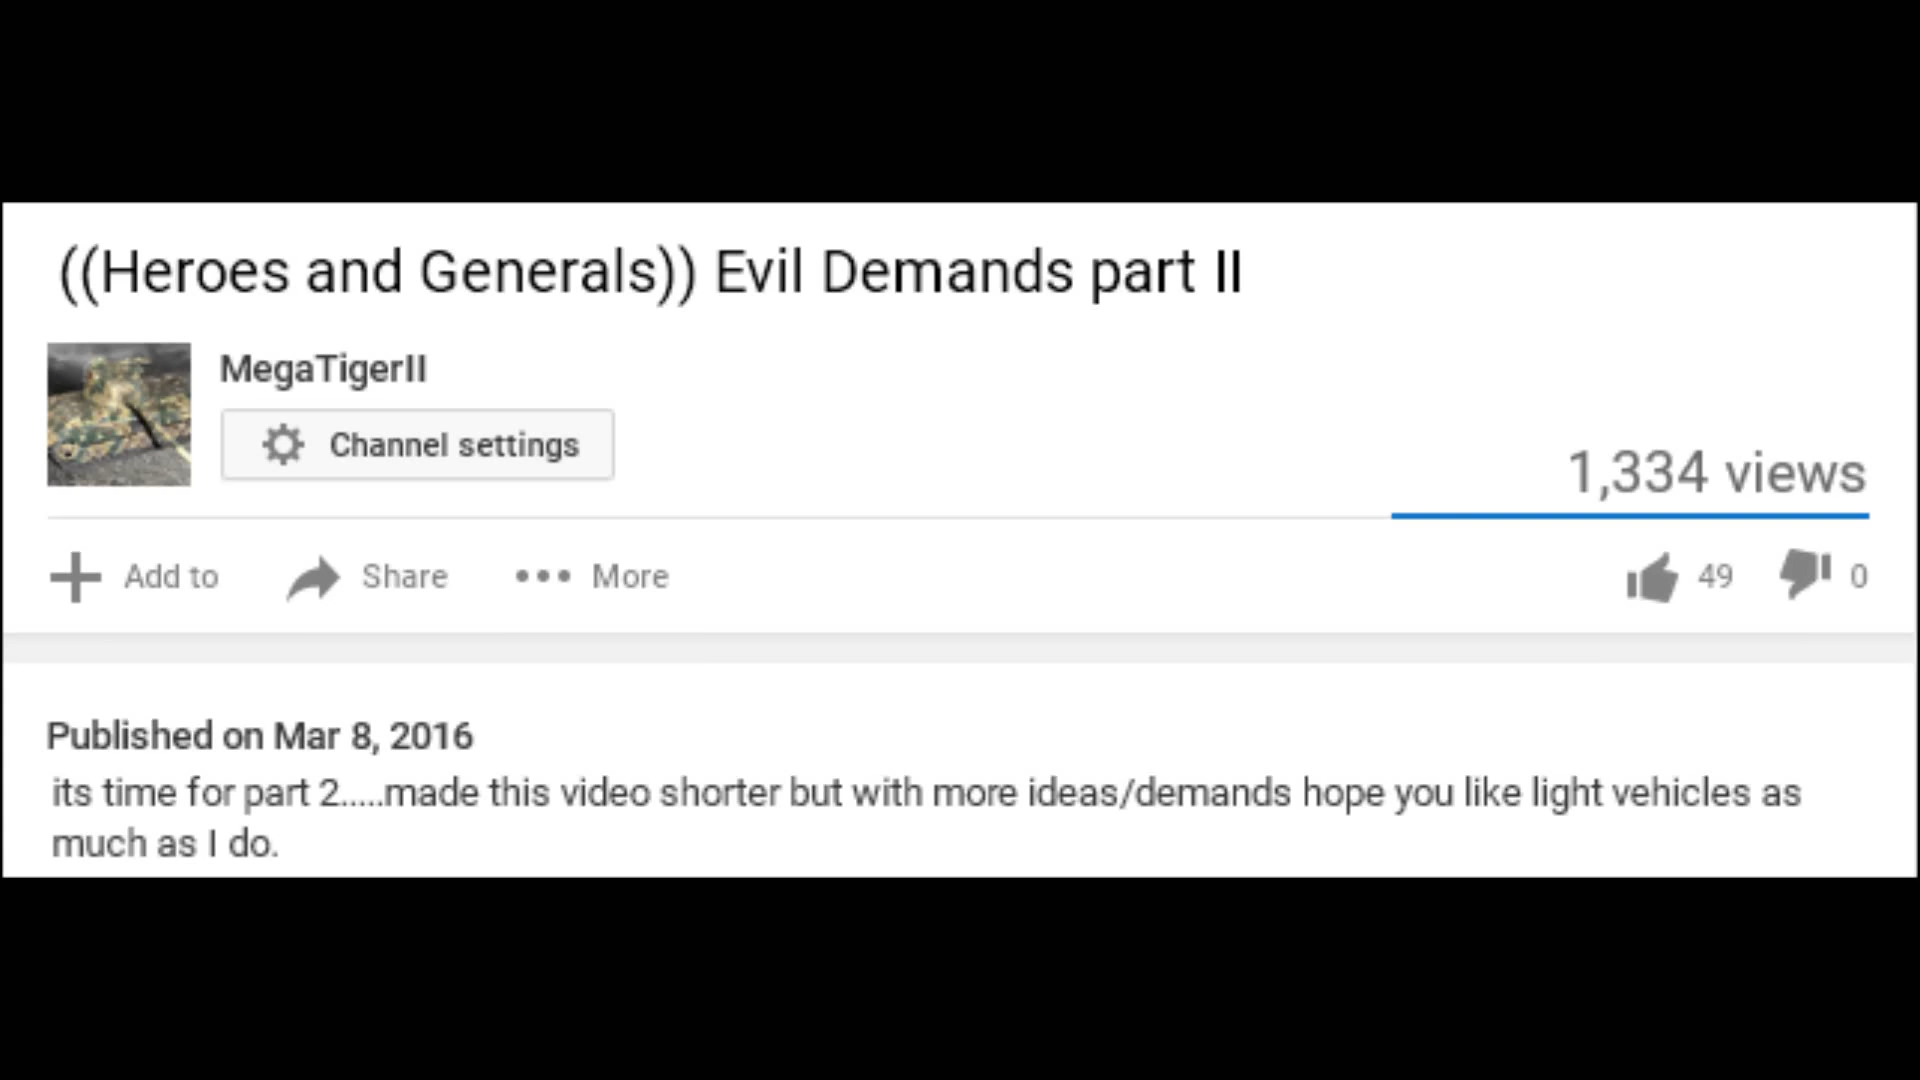 ((Heroes and Generals)) Evil Demands part II
MegaTigerII
Channel settings
1,334 views
Add to Share More 49 0
Published on Mar 8, 2016
its time for part 2.....made this video shorter but with more ideas/demands hope you like light vehicles as
much as I do.